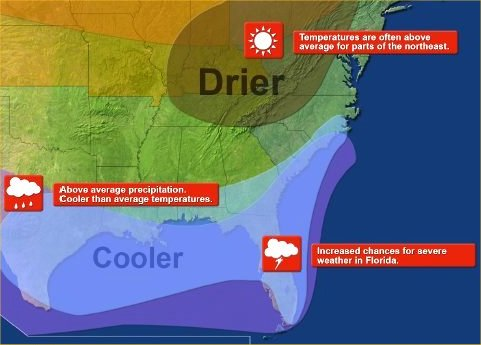 Temperatures are often above
average for parts of the northeast.
Drier
Above average precipitation.
Cooler than average temperatures.
Cooler
Increased chances for severe
weather in Florida.